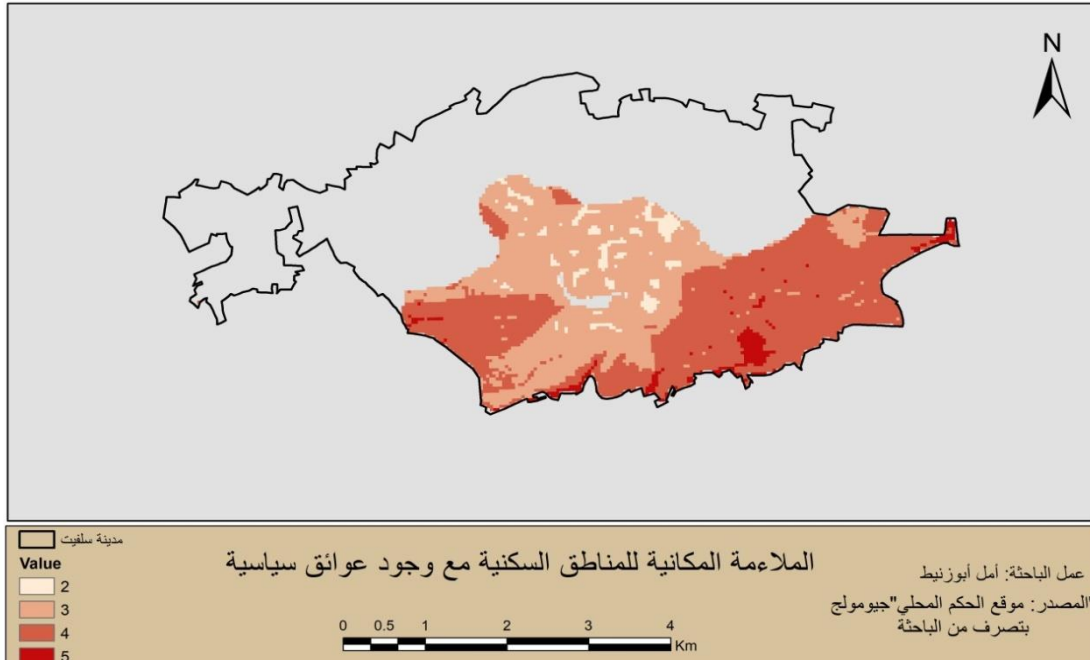 N
مدينة سلفيت
Value
2
3
4
5
الملاءمة المكانية للمناطق السكنية مع وجود عوائق سياسية
0 0.5 1 2 3 4
Km
عمل الباحثة: أمل أبوزنيط
المصدر: موقع الحكم المحلي"جيومولج"
بتصرف من الباحثة